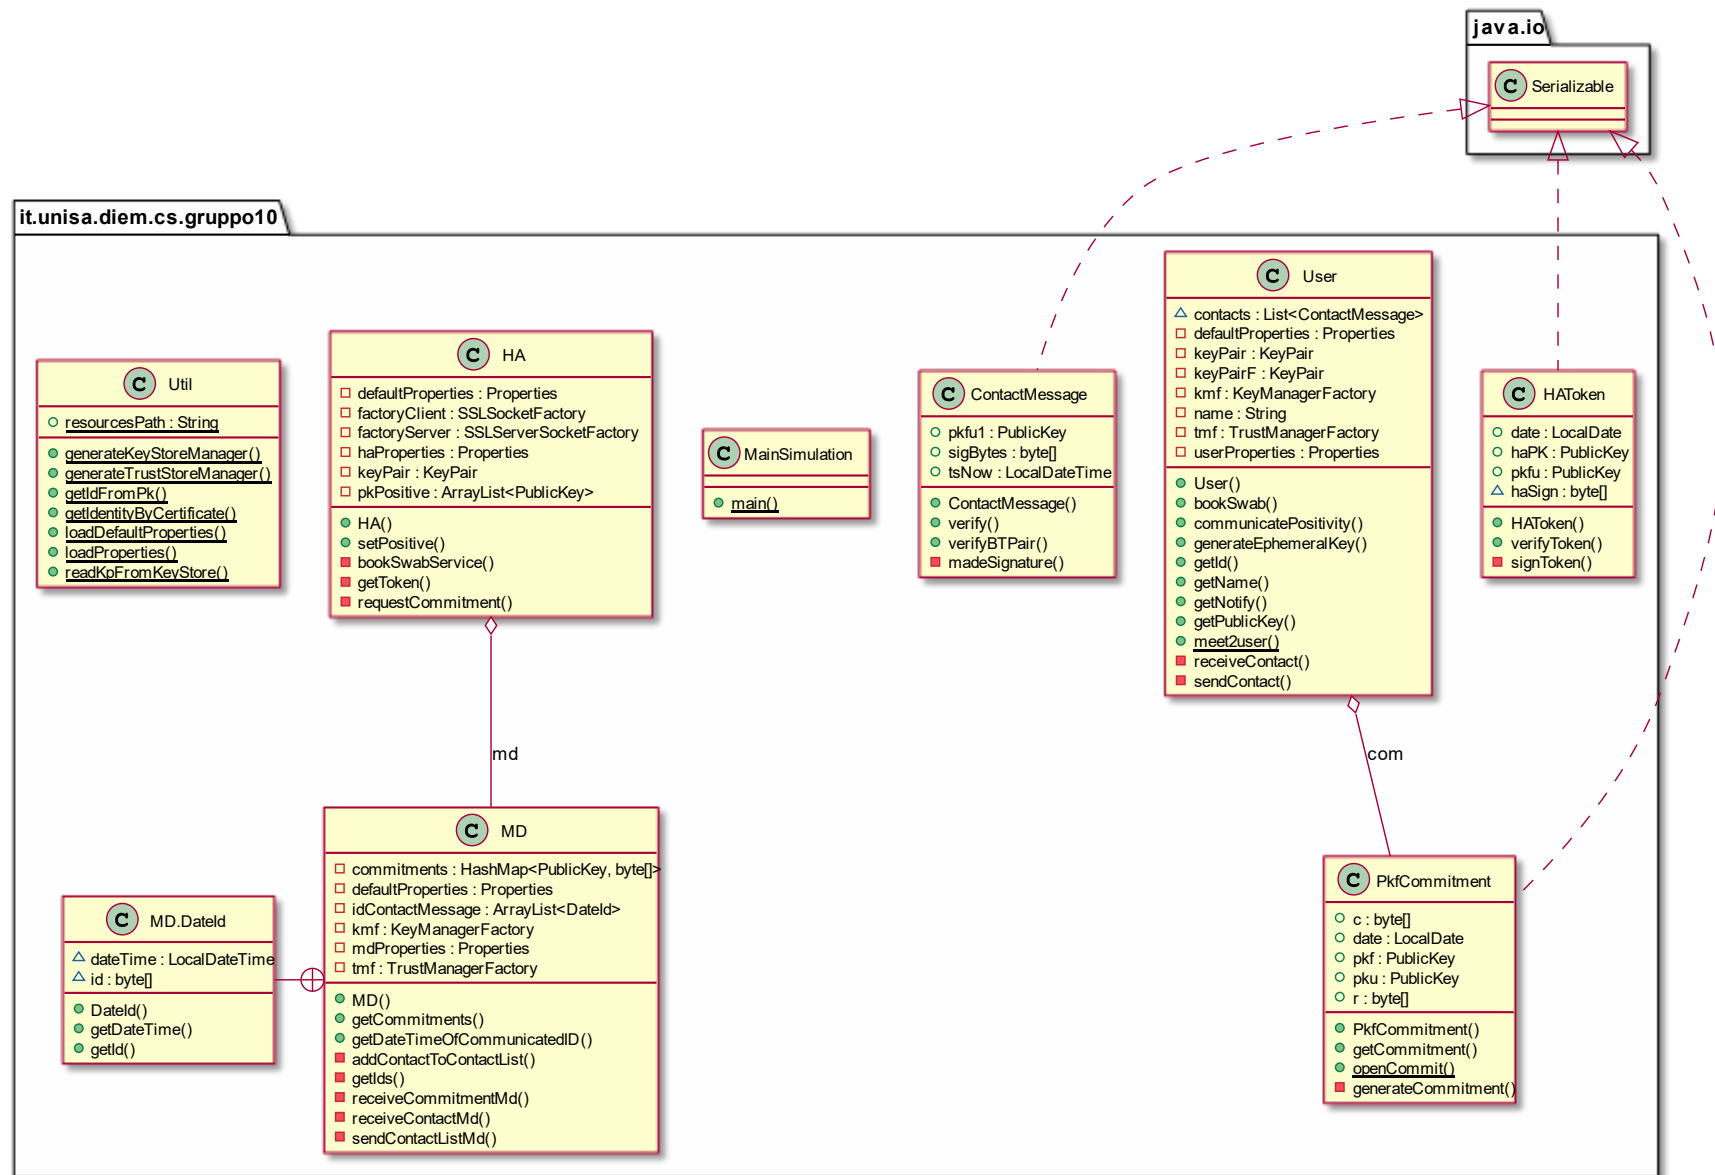 java.io
C Serializable
it.unisa.diem.cs.gruppo10
C Util
resourcesPath : String
generateKeyStoreManager()
generateTrustStoreManager()
getIdFromPk()
getIdentityByCertificate()
loadDefaultProperties()
loadProperties()
readKpFromKeyStore()
C HA
defaultProperties : Properties
factoryClient : SSLSocketFactory
factoryServer : SSLServerSocketFactory
haProperties : Properties
keyPair : KeyPair
pkPositive : ArrayList<PublicKey>
HA()
setPositive()
bookSwabService()
getToken()
requestCommitment()
C MainSimulation
main()
C ContactMessage
pkfu1 : PublicKey
sigBytes : byte[]
tsNow : LocalDateTime
ContactMessage()
verify()
verifyBTPair()
madeSignature()
C User
contacts : List<ContactMessage>
defaultProperties : Properties
keyPair : KeyPair
keyPairF : KeyPair
kmf : KeyManagerFactory
name : String
tmf : TrustManagerFactory
userProperties : Properties
User()
bookSwab()
communicatePositivity()
generateEphemeralKey()
getId()
getName()
getNotify()
getPublicKey()
meet2user()
receiveContact()
sendContact()
C HAToken
date : LocalDate
haPK : PublicKey
pkfu : PublicKey
haSign : byte[]
HAToken()
verifyToken()
signToken()
md
com
C MD.DateId
dateTime : LocalDateTime
id : byte[]
DateId()
getDateTime()
getId()
C MD
commitments : HashMap<PublicKey, byte[]>
defaultProperties : Properties
idContactMessage : ArrayList<DateId>
kmf : KeyManagerFactory
mdProperties : Properties
tmf : TrustManagerFactory
MD()
getCommitments()
getDateTimeOfCommunicatedID()
addContactToContactList()
getIds()
receiveCommitmentMd()
receiveContactMd()
sendContactListMd()
C PkfCommitment
c : byte[]
date : LocalDate
pkf : PublicKey
pku : PublicKey
r : byte[]
PkfCommitment()
getCommitment()
openCommit()
generateCommitment()